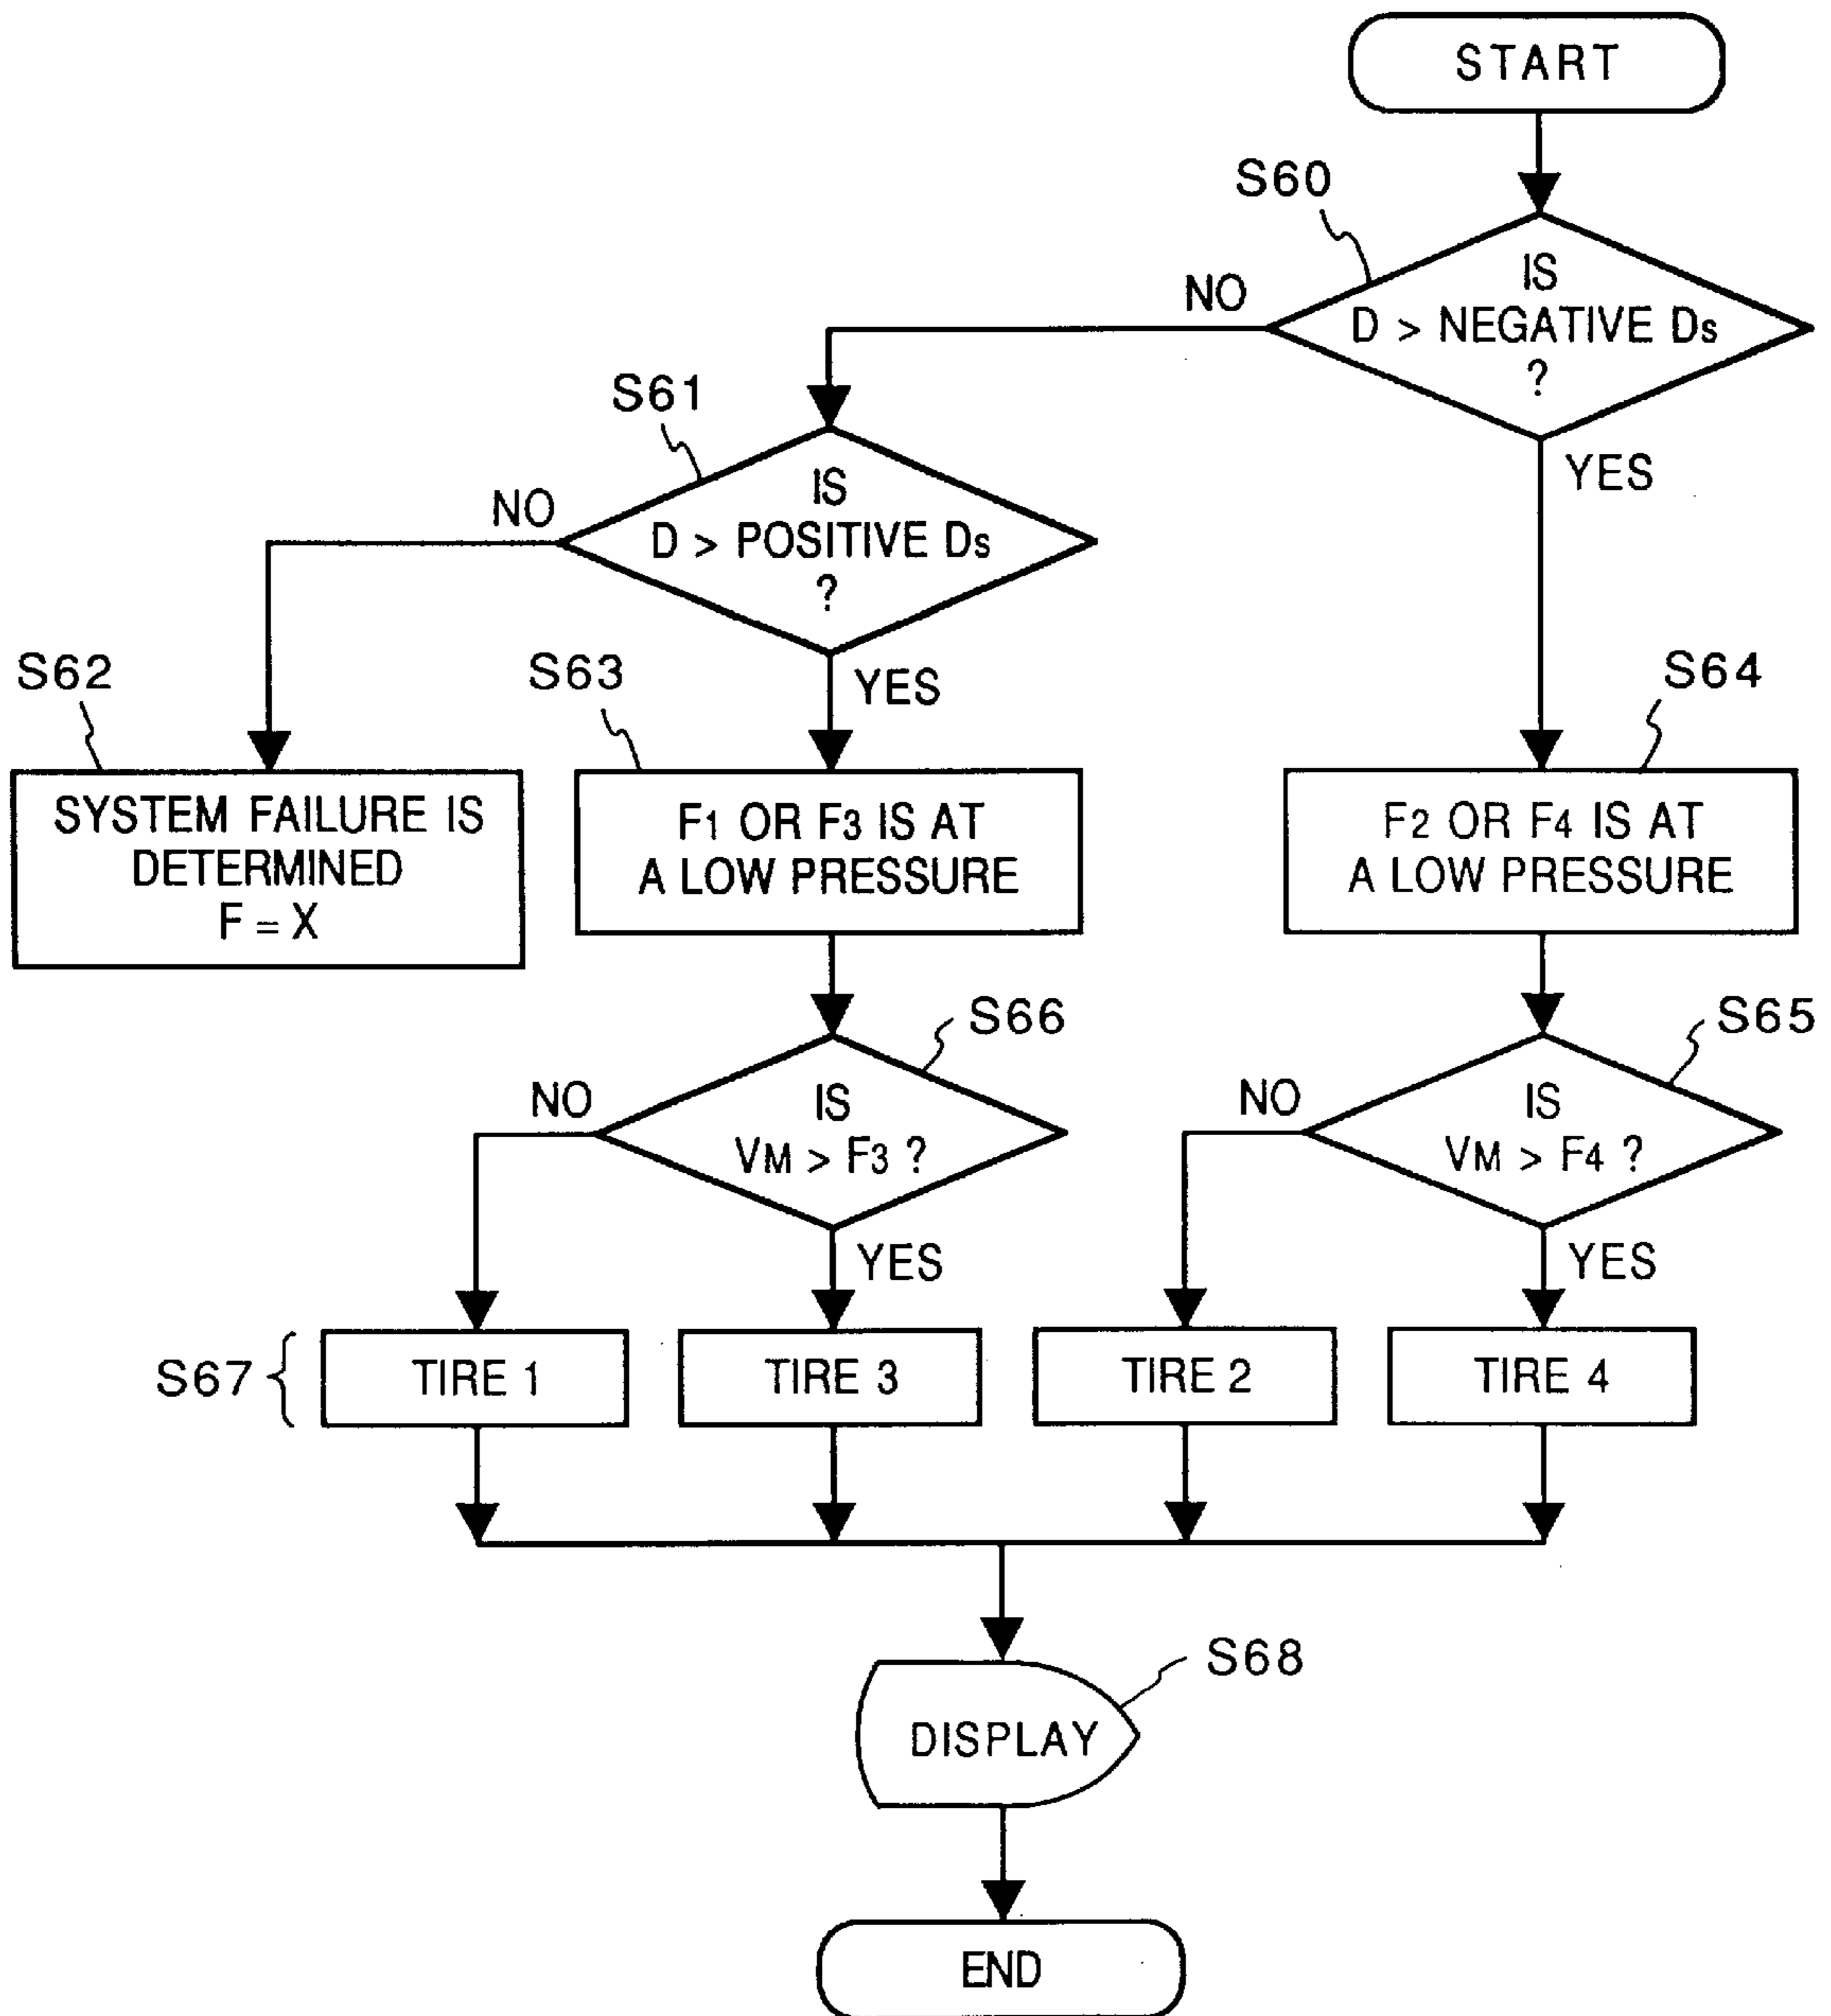 START
S60
IS
D > NEGATIVE Ds
?
NO
YES
S61
IS
D > POSITIVE Ds
?
NO
YES
S62
SYSTEM FAILURE IS
DETERMINED
F = X
S63
F1 OR F3 IS AT
A LOW PRESSURE
S64
F2 OR F4 IS AT
A LOW PRESSURE
S66
IS
VM > F3 ?
NO
YES
S65
IS
VM > F4 ?
NO
YES
S67
TIRE 1
TIRE 3
TIRE 2
TIRE 4
S68
DISPLAY
END